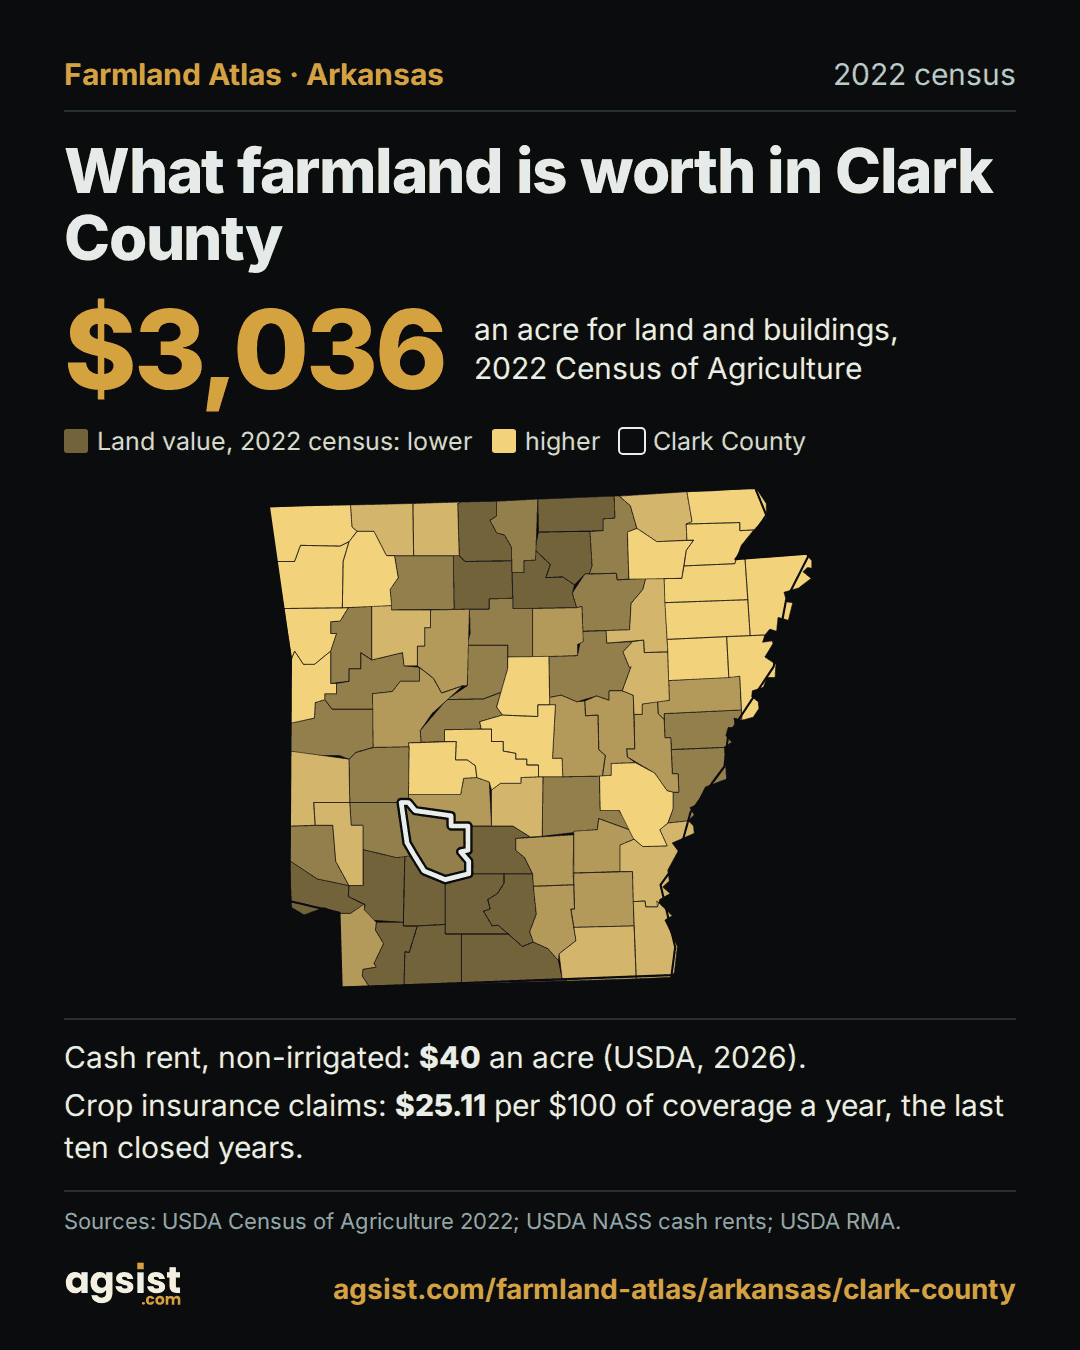 Farmland Atlas · Arkansas
2022 census
What farmland is worth in Clark
County
$3,036
an acre for land and buildings,
2022 Census of Agriculture
Land value, 2022 census: lower
higher
Clark County
Cash rent, non-irrigated: $40 an acre (USDA, 2026).
Crop insurance claims: $25.11 per $100 of coverage a year, the last
ten closed years.
Sources: USDA Census of Agriculture 2022; USDA NASS cash rents; USDA RMA.
agsist
.com
agsist.com/farmland-atlas/arkansas/clark-county